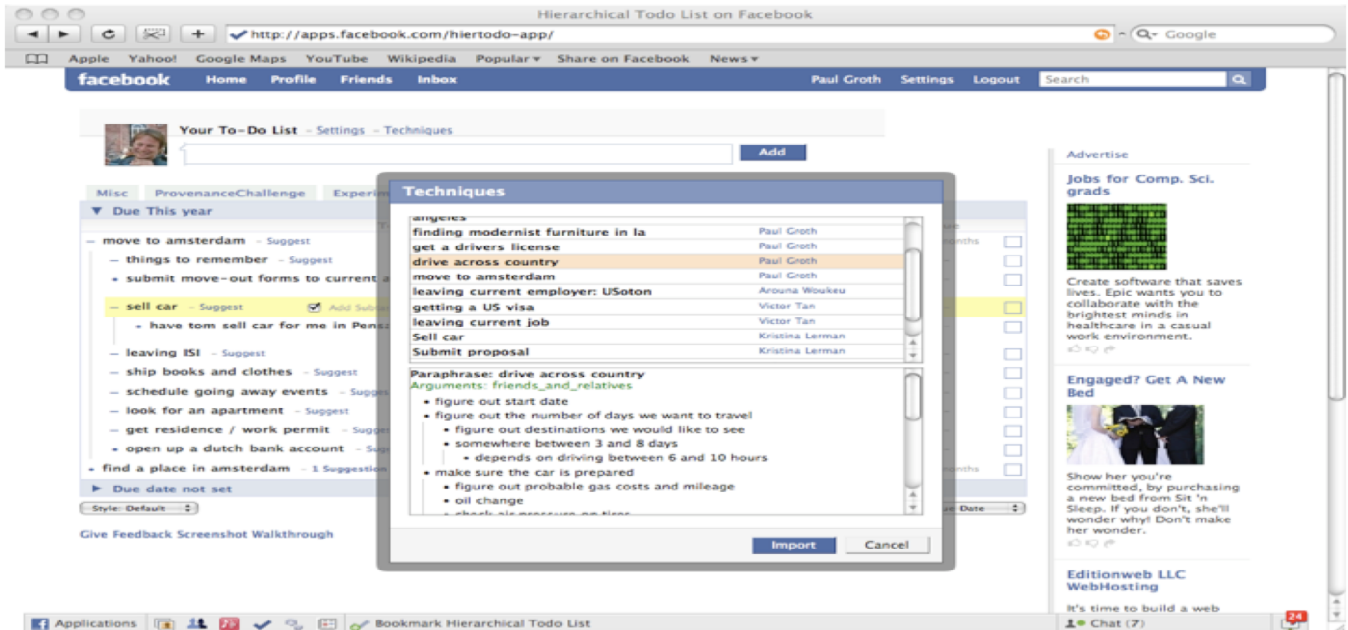 Hierarchical Todo List on Facebook
http://apps.facebook.com/hiertodo-app/
Google
Apple Yahoo! Google Maps YouTube Wikipedia Popular Share on Facebook News
facebook Home Profile Friends Inbox Paul Groth Settings Logout Search
Your To-Do List - Settings - Techniques
Add
Misc ProvenanceChallenge
Due This year
move to amsterdam - Suggest
things to remember - Suggest
submit move-out forms to current
sell car - Suggest Add
have tom sell car for me in
leaving ISI - Suggest
ship books and clothes - Suggest
schedule going away events -
look for an apartment - Suggest
get residence / work permit -
open up a dutch bank account -
find a place in amsterdam - 1 Suggestion
Due date not set
Style: Default
Date
Give Feedback Screenshot Walkthrough
Techniques
angeles
finding modernist furniture in la Paul Groth
get a drivers license Paul Groth
drive across country Paul Groth
move to amsterdam Paul Groth
leaving current employer: USoton Arouna Woukeu
getting a US visa Victor Tan
leaving current job Victor Tan
Sell car Kristina Lerman
Submit proposal Kristina Lerman
Paraphrase: drive across country
Arguments: friends_and_relatives
figure out start date
figure out the number of days we want to travel
figure out destinations we would like to see
somewhere between 3 and 8 days
depends on driving between 6 and 10 hours
make sure the car is prepared
figure out probable gas costs and mileage
oil change
check air pressure on tires
Import Cancel
Advertise
Jobs for Comp. Sci.
grads
Create software that saves
lives. Epic wants you to
collaborate with the
brightest minds in
healthcare in a casual
work environment.
Engaged? Get A New
Bed
Show her you're
committed, by purchasing
a new bed from Sit 'n
Sleep. If you don't, she'll
wonder why! Don't make
her wonder.
Editionweb LLC
WebHosting
It's time to build a web
Applications Bookmark Hierarchical Todo List
Chat (7)
24